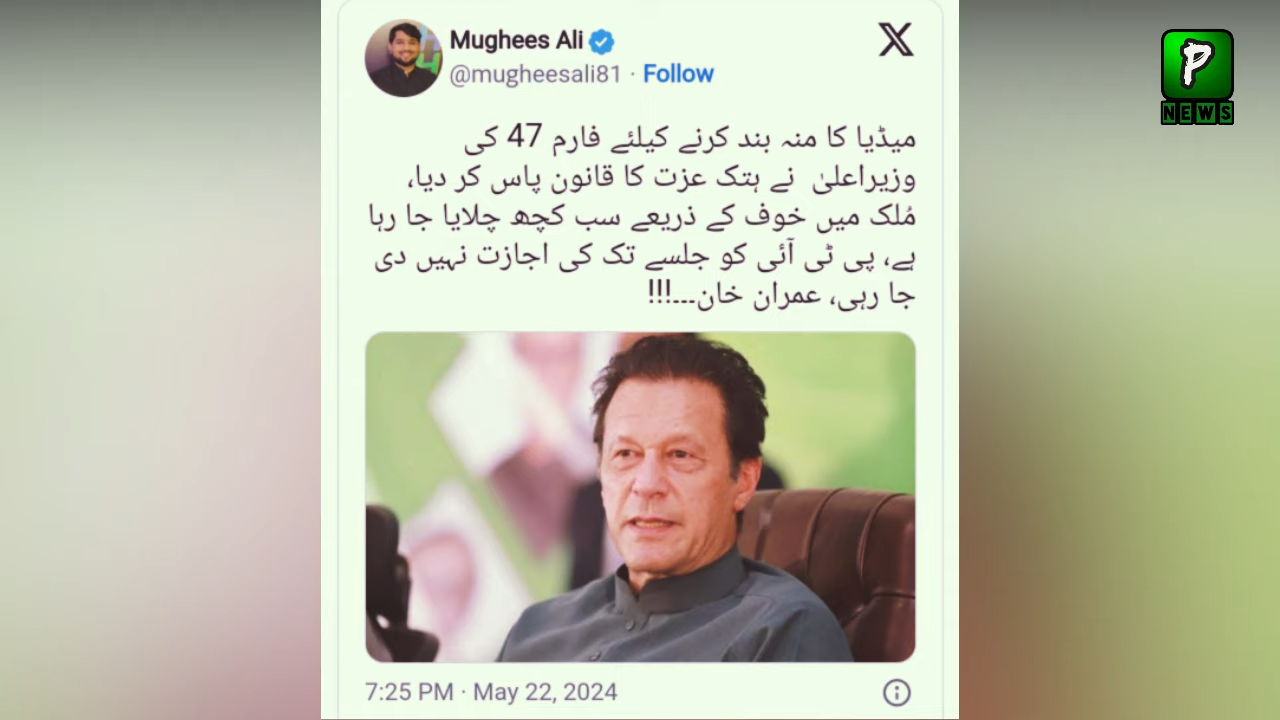 Mughees Ali
@mugheesali81 · Follow
میڈیا کا منہ بند کرنے کیلئے فارم 47 کی
وزیراعلیٰ نے ہتک عزت کا قانون پاس کر دیا،
مُلک میں خوف کے ذریعے سب کچھ چلایا جا رہا
ہے، پی ٹی آئی کو جلسے تک کی اجازت نہیں دی
جا رہی، عمران خان۔۔۔!!!
7:25 PM · May 22, 2024
P
NEWS